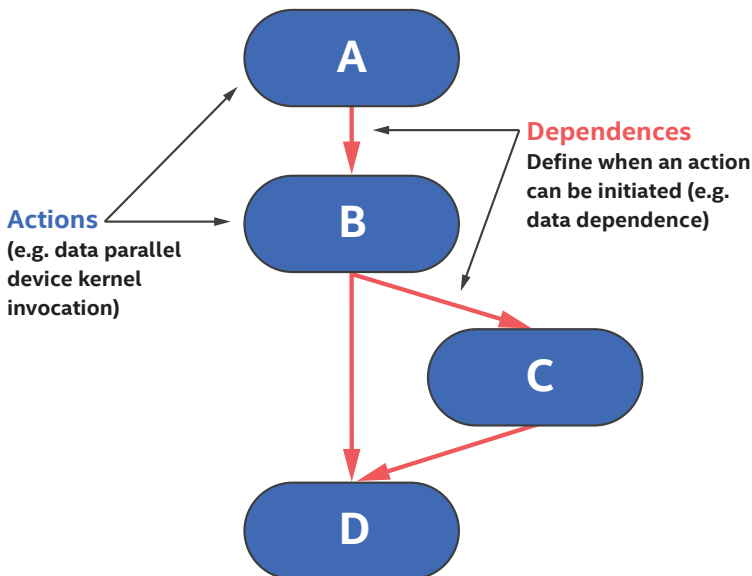 A
Dependences
Define when an action
can be initiated (e.g.
data dependence)
Actions
(e.g. data parallel
device kernel
invocation)
B
C
D